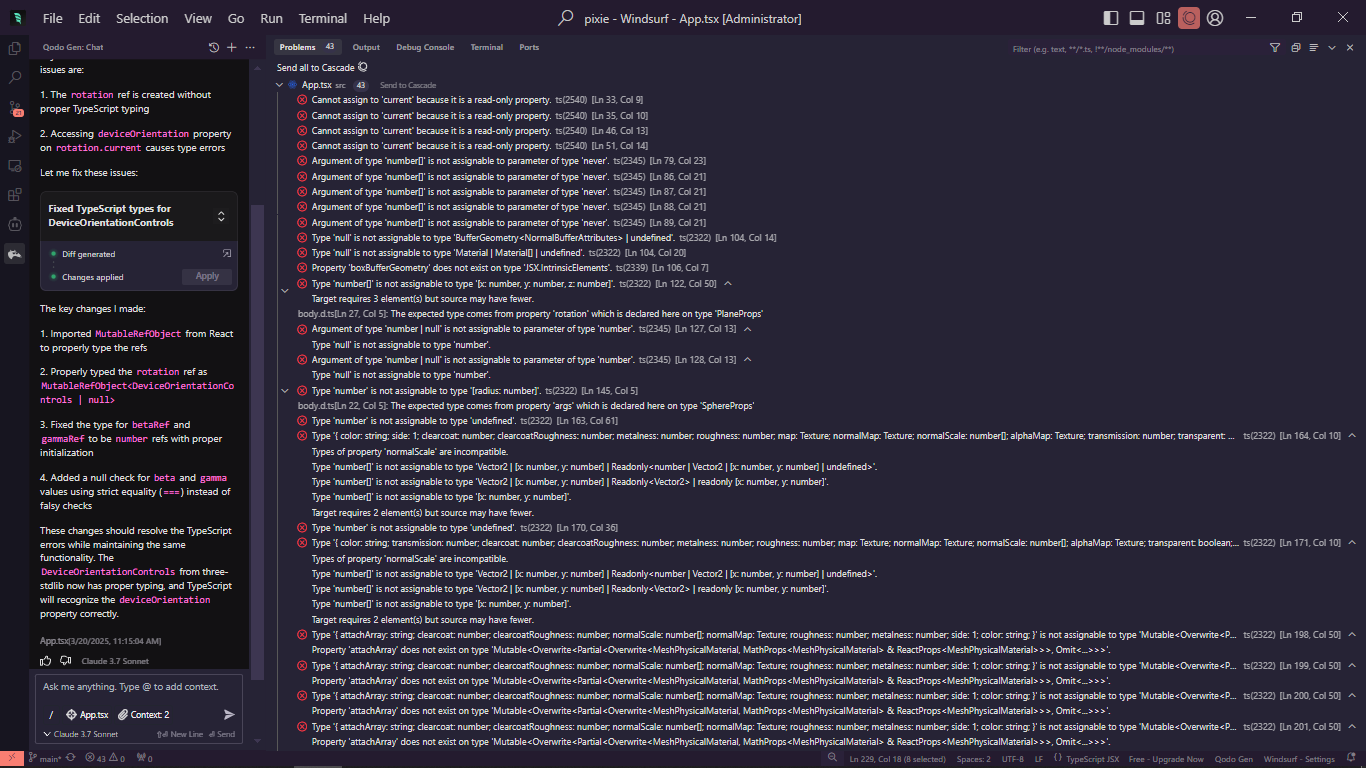 File Edit Selection View Go Run Terminal Help
pixie - Windsurf - App.tsx [Administrator]
Qodo Gen: Chat
issues are:
1. The rotation ref is created without
proper TypeScript typing
2. Accessing deviceOrientation property
on rotation.current causes type errors
Let me fix these issues:
Fixed TypeScript types for
DeviceOrientationControls
Diff generated
Changes applied
Apply
The key changes I made:
1. Imported MutableRefObject from React
to properly type the refs
2. Properly typed the rotation ref as
MutableRefObject<DeviceOrientationCo
ntrols | null>
3. Fixed the type for betaRef and
gammaRef to be number refs with proper
initialization
4. Added a null check for beta and gamma
values using strict equality (===) instead of
falsy checks
These changes should resolve the TypeScript
errors while maintaining the same
functionality. The
DeviceOrientationControls from three-
stdlib now has proper typing, and TypeScript
will recognize the deviceOrientation
property correctly.
App.tsx(3/20/2025, 11:15:04 AM)
Claude 3.7 Sonnet
Ask me anything. Type @ to add context.
/ App.tsx Context: 2
Claude 3.7 Sonnet New Line Send
21
Problems 43 Output Debug Console Terminal Ports
Filter (e.g. text, **/*.ts, !**/node_modules/**)
Send all to Cascade
App.tsx src 43 Send to Cascade
Cannot assign to 'current' because it is a read-only property. ts(2540) [Ln 33, Col 9]
Cannot assign to 'current' because it is a read-only property. ts(2540) [Ln 35, Col 10]
Cannot assign to 'current' because it is a read-only property. ts(2540) [Ln 46, Col 13]
Cannot assign to 'current' because it is a read-only property. ts(2540) [Ln 51, Col 14]
Argument of type 'number[]' is not assignable to parameter of type 'never'. ts(2345) [Ln 79, Col 23]
Argument of type 'number[]' is not assignable to parameter of type 'never'. ts(2345) [Ln 86, Col 21]
Argument of type 'number[]' is not assignable to parameter of type 'never'. ts(2345) [Ln 87, Col 21]
Argument of type 'number[]' is not assignable to parameter of type 'never'. ts(2345) [Ln 88, Col 21]
Argument of type 'number[]' is not assignable to parameter of type 'never'. ts(2345) [Ln 89, Col 21]
Type 'null' is not assignable to type 'BufferGeometry<NormalBufferAttributes> | undefined'. ts(2322) [Ln 104, Col 14]
Type 'null' is not assignable to type 'Material | Material[] | undefined'. ts(2322) [Ln 104, Col 20]
Property 'boxBufferGeometry' does not exist on type 'JSX.IntrinsicElements'. ts(2339) [Ln 106, Col 7]
Type 'number[]' is not assignable to type '[x: number, y: number, z: number]'. ts(2322) [Ln 122, Col 50]
Target requires 3 element(s) but source may have fewer.
body.d.ts[Ln 27, Col 5]: The expected type comes from property 'rotation' which is declared here on type 'PlaneProps'
Argument of type 'number | null' is not assignable to parameter of type 'number'. ts(2345) [Ln 127, Col 13]
Type 'null' is not assignable to type 'number'.
Argument of type 'number | null' is not assignable to parameter of type 'number'. ts(2345) [Ln 128, Col 13]
Type 'null' is not assignable to type 'number'.
Type 'number' is not assignable to type '[radius: number]'. ts(2322) [Ln 145, Col 5]
body.d.ts[Ln 22, Col 5]: The expected type comes from property 'args' which is declared here on type 'SphereProps'
Type 'number' is not assignable to type 'undefined'. ts(2322) [Ln 163, Col 61]
Type '{ color: string; side: 1; clearcoat: number; clearcoatRoughness: number; metalness: number; roughness: number; map: Texture; normalMap: Texture; normalScale: number[]; alphaMap: Texture; transmission: number; transparent: ... ts(2322) [Ln 164, Col 10]
Types of property 'normalScale' are incompatible.
Type 'number[]' is not assignable to type 'Vector2 | [x: number, y: number] | Readonly<number | Vector2 | [x: number, y: number] | undefined>'.
Type 'number[]' is not assignable to type 'Vector2 | [x: number, y: number] | Readonly<Vector2> | readonly [x: number, y: number]'.
Type 'number[]' is not assignable to type '[x: number, y: number]'.
Target requires 2 element(s) but source may have fewer.
Type 'number' is not assignable to type 'undefined'. ts(2322) [Ln 170, Col 36]
Type '{ color: string; transmission: number; clearcoat: number; clearcoatRoughness: number; metalness: number; roughness: number; map: Texture; normalMap: Texture; normalScale: number[]; alphaMap: Texture; transparent: boolean;... ts(2322) [Ln 171, Col 10]
Types of property 'normalScale' are incompatible.
Type 'number[]' is not assignable to type 'Vector2 | [x: number, y: number] | Readonly<number | Vector2 | [x: number, y: number] | undefined>'.
Type 'number[]' is not assignable to type 'Vector2 | [x: number, y: number] | Readonly<Vector2> | readonly [x: number, y: number]'.
Type 'number[]' is not assignable to type '[x: number, y: number]'.
Target requires 2 element(s) but source may have fewer.
Type '{ attachArray: string; clearcoat: number; clearcoatRoughness: number; normalScale: number[]; normalMap: Texture; roughness: number; metalness: number; side: 1; color: string; }' is not assignable to type 'Mutable<Overwrite<P... ts(2322) [Ln 198, Col 50]
Property 'attachArray' does not exist on type 'Mutable<Overwrite<Partial<Overwrite<MeshPhysicalMaterial, MathProps<MeshPhysicalMaterial> & ReactProps<MeshPhysicalMaterial>>>, Omit<...>>>'.
Type '{ attachArray: string; clearcoat: number; clearcoatRoughness: number; normalScale: number[]; normalMap: Texture; roughness: number; metalness: number; side: 1; color: string; }' is not assignable to type 'Mutable<Overwrite<P... ts(2322) [Ln 199, Col 50]
Property 'attachArray' does not exist on type 'Mutable<Overwrite<Partial<Overwrite<MeshPhysicalMaterial, MathProps<MeshPhysicalMaterial> & ReactProps<MeshPhysicalMaterial>>>, Omit<...>>>'.
Type '{ attachArray: string; clearcoat: number; clearcoatRoughness: number; normalScale: number[]; normalMap: Texture; roughness: number; metalness: number; side: 1; color: string; }' is not assignable to type 'Mutable<Overwrite<P... ts(2322) [Ln 200, Col 50]
Property 'attachArray' does not exist on type 'Mutable<Overwrite<Partial<Overwrite<MeshPhysicalMaterial, MathProps<MeshPhysicalMaterial> & ReactProps<MeshPhysicalMaterial>>>, Omit<...>>>'.
Type '{ attachArray: string; clearcoat: number; clearcoatRoughness: number; normalScale: number[]; normalMap: Texture; roughness: number; metalness: number; side: 1; color: string; }' is not assignable to type 'Mutable<Overwrite<P... ts(2322) [Ln 201, Col 50]
Property 'attachArray' does not exist on type 'Mutable<Overwrite<Partial<Overwrite<MeshPhysicalMaterial, MathProps<MeshPhysicalMaterial> & ReactProps<MeshPhysicalMaterial>>>, Omit<...>>>'.
main* 43 0 0 Ln 229, Col 18 (8 selected) Spaces: 2 UTF-8 LF {} TypeScript JSX Free - Upgrade Now Qodo Gen Windsurf - Settings